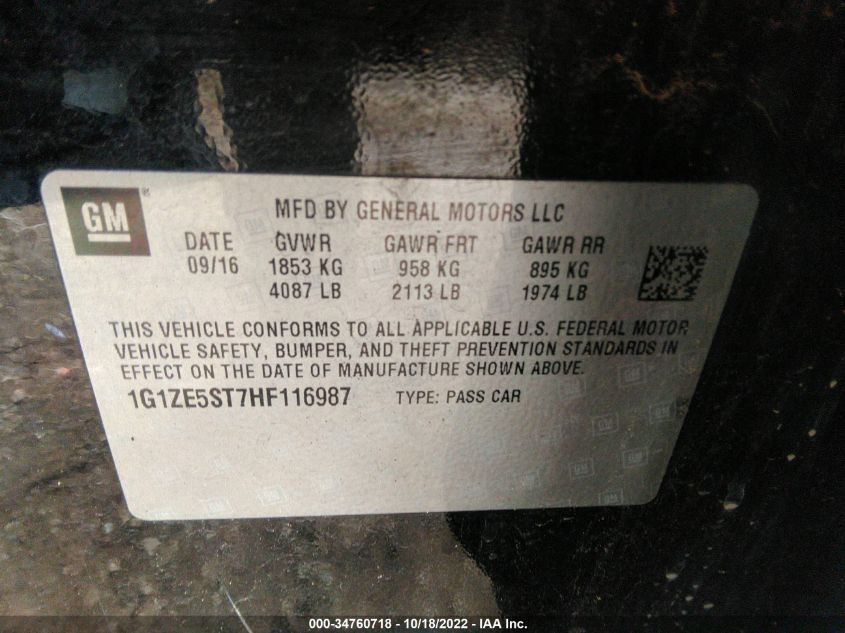 GM ®
MFD BY GENERAL MOTORS LLC
DATE GVWR GAWR FRT GAWR RR
09/16 1853 KG 958 KG 895 KG
4087 LB 2113 LB 1974 LB
THIS VEHICLE CONFORMS TO ALL APPLICABLE U.S. FEDERAL MOTOR
VEHICLE SAFETY, BUMPER, AND THEFT PREVENTION STANDARDS IN
EFFECT ON THE DATE OF MANUFACTURE SHOWN ABOVE.
1G1ZE5ST7HF116987 TYPE: PASS CAR
000-34760718 - 10/18/2022 - IAA Inc.